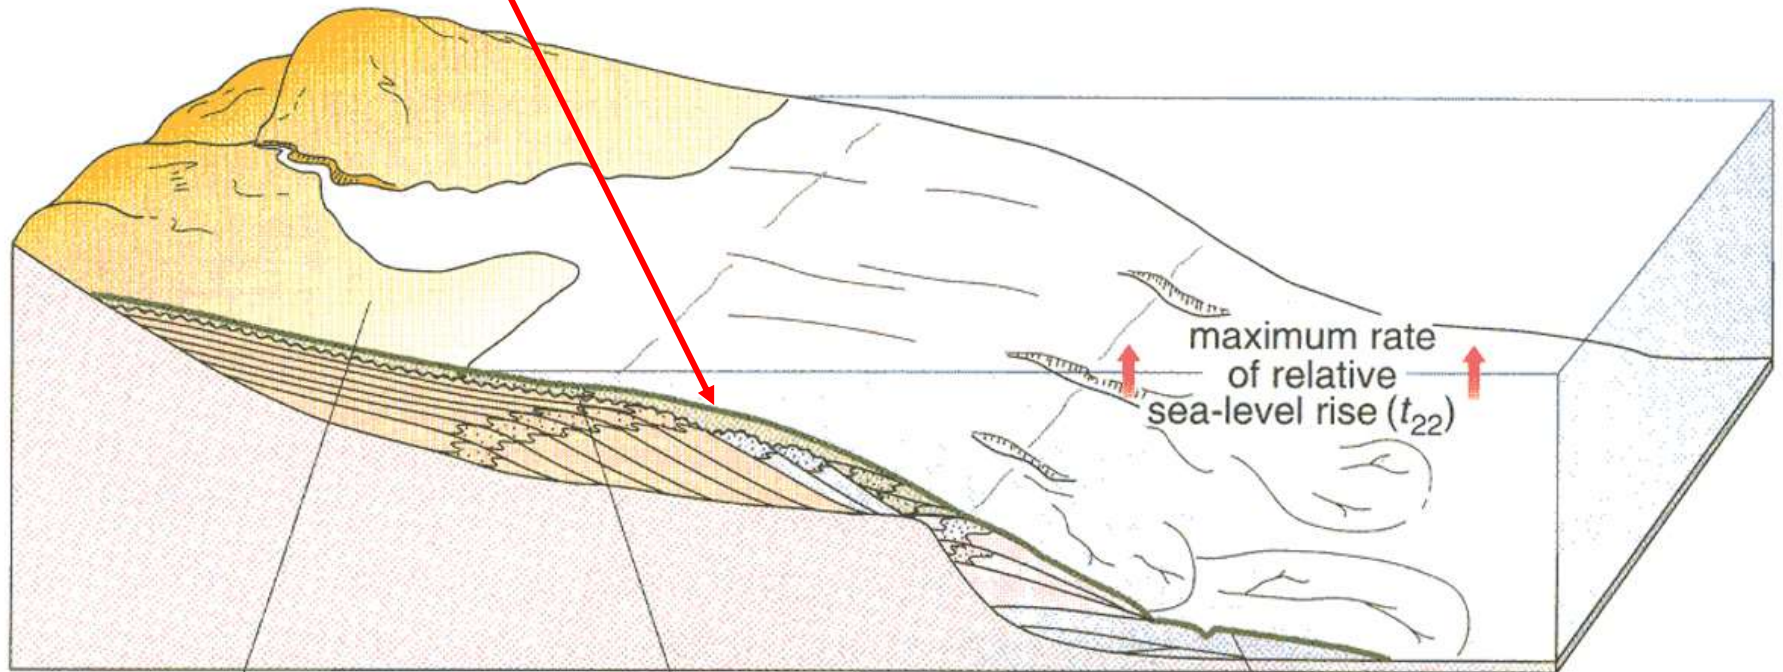 maximum rate
of relative
sea-level rise (t₂₂)